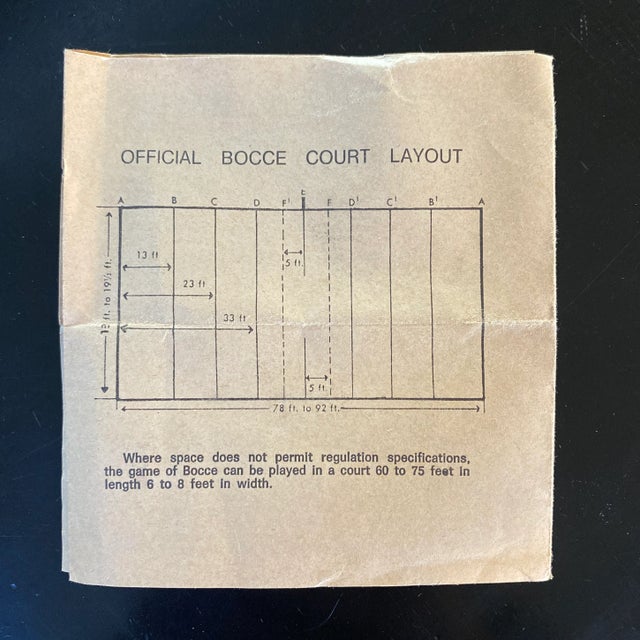 OFFICIAL BOCCE COURT LAYOUT
A B C D F' E F D' C' B' A
5 ft.
13 ft
23 ft
33 ft
ft. to 19½ ft.
5 ft.
78 ft. to 92 ft.
Where space does not permit regulation specifications,
the game of Bocce can be played in a court 60 to 75 feet in
length 6 to 8 feet in width.